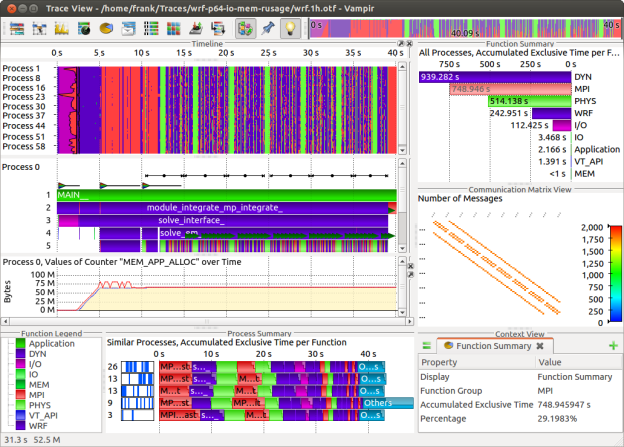 Trace View - /home/frank/Traces/wrf-p64-io-mem-rusage/wrf.1h.otf - Vampir
0 s 40.09 s 40 s
Timeline
0 s 5 s 10 s 15 s 20 s 25 s 30 s 35 s 40 s
Process 1
Process 8
Process 16
Process 23
Process 30
Process 37
Process 44
Process 51
Process 58
Process 0
1 MAIN__
2 module_integrate_mp_integrate_
3 solve_interface_
4 solve_em_
5
Process 0, Values of Counter "MEM_APP_ALLOC" over Time
Bytes
100 M
75 M
50 M
25 M
0 M
Function Summary
All Processes, Accumulated Exclusive Time per F...
750 s 500 s 250 s 0 s
939.282 s DYN
748.946 s MPI
514.138 s PHYS
242.951 s WRF
112.425 s I/O
3.468 s IO
2.166 s Application
1.391 s VT_API
<1 s MEM
Communication Matrix View
Number of Messages
2,000
1,750
1,500
1,250
1,000
750
500
250
0
Function Legend
Application
DYN
I/O
IO
MEM
MPI
PHYS
VT_API
WRF
Process Summary
Similar Processes, Accumulated Exclusive Time per Function
0 s 10 s 20 s 30 s 40 s
26 MP...st s... M...t. O...s
13 MP...st s... M...t. O...s
13 M...t s..._ M...t. O...s
9 MP...st s..._ MP...lt Others
3 MPI...ast s..._ M...t. O...s
Context View
Function Summary
Property Value
Display Function Summary
Function Group MPI
Accumulated Exclusive Time 748.945947 s
Percentage 29.1983%
31.3 s 52.5 M